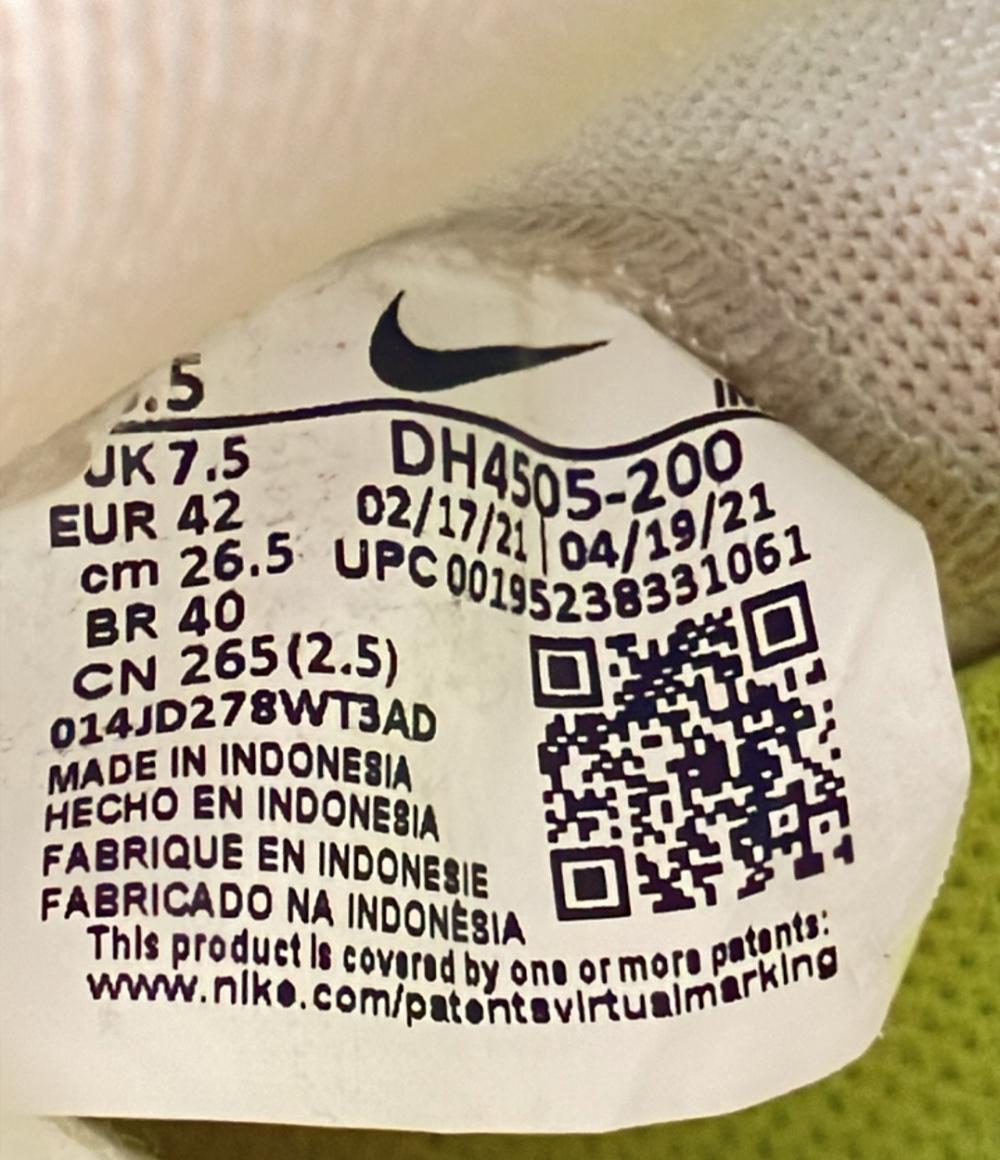 .5
UK 7.5
EUR 42
cm 26.5
BR 40
CN 265(2.5)
DH4505-200
02/17/21 | 04/19/21
UPC 00195238331061
014JD278WT3AD
MADE IN INDONESIA
HECHO EN INDONESIA
FABRIQUE EN INDONESIE
FABRICADO NA INDONÈSIA
This product is covered by one or more patents:
www.nike.com/patentsvirtualmarking